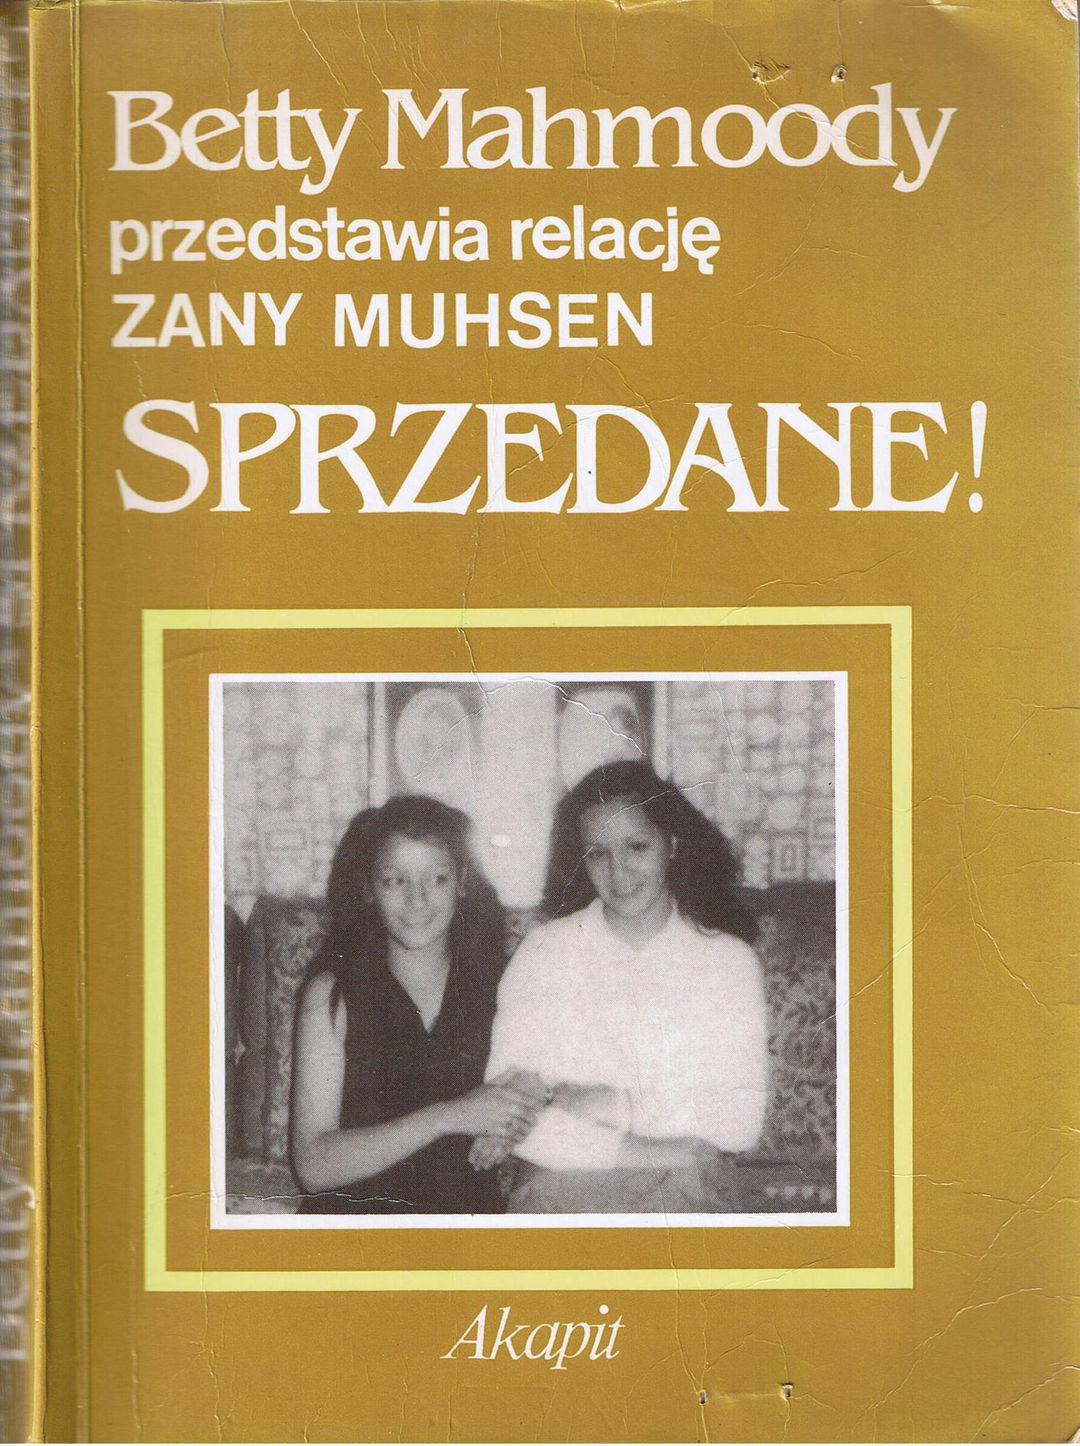 Betty Mahmoody
przedstawia relację
ZANY MUHSEN
SPRZEDANE!
Akapit